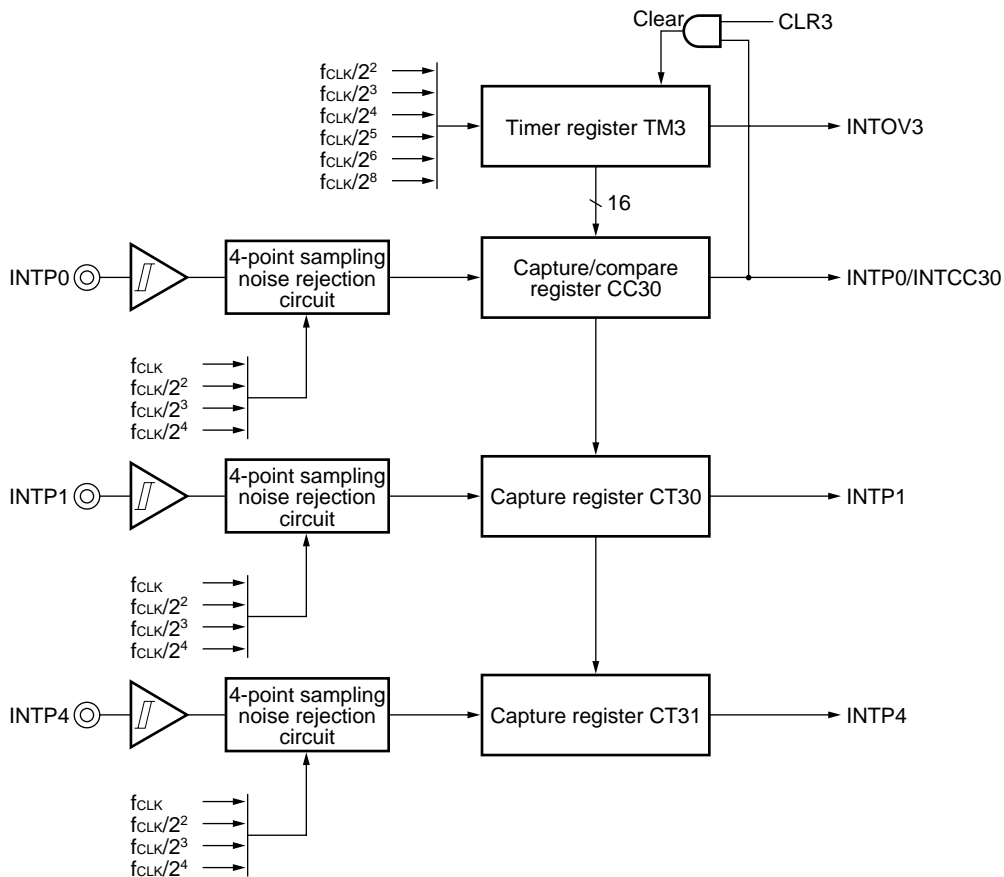 Clear
CLR3
fCLK/2²
fCLK/2³
fCLK/2⁴
fCLK/2⁵
fCLK/2⁶
fCLK/2⁸
Timer register TM3
INTOV3
16
INTP0
4-point sampling
noise rejection
circuit
Capture/compare
register CC30
INTP0/INTCC30
fCLK
fCLK/2²
fCLK/2³
fCLK/2⁴
INTP1
4-point sampling
noise rejection
circuit
Capture register CT30
INTP1
fCLK
fCLK/2²
fCLK/2³
fCLK/2⁴
INTP4
4-point sampling
noise rejection
circuit
Capture register CT31
INTP4
fCLK
fCLK/2²
fCLK/2³
fCLK/2⁴